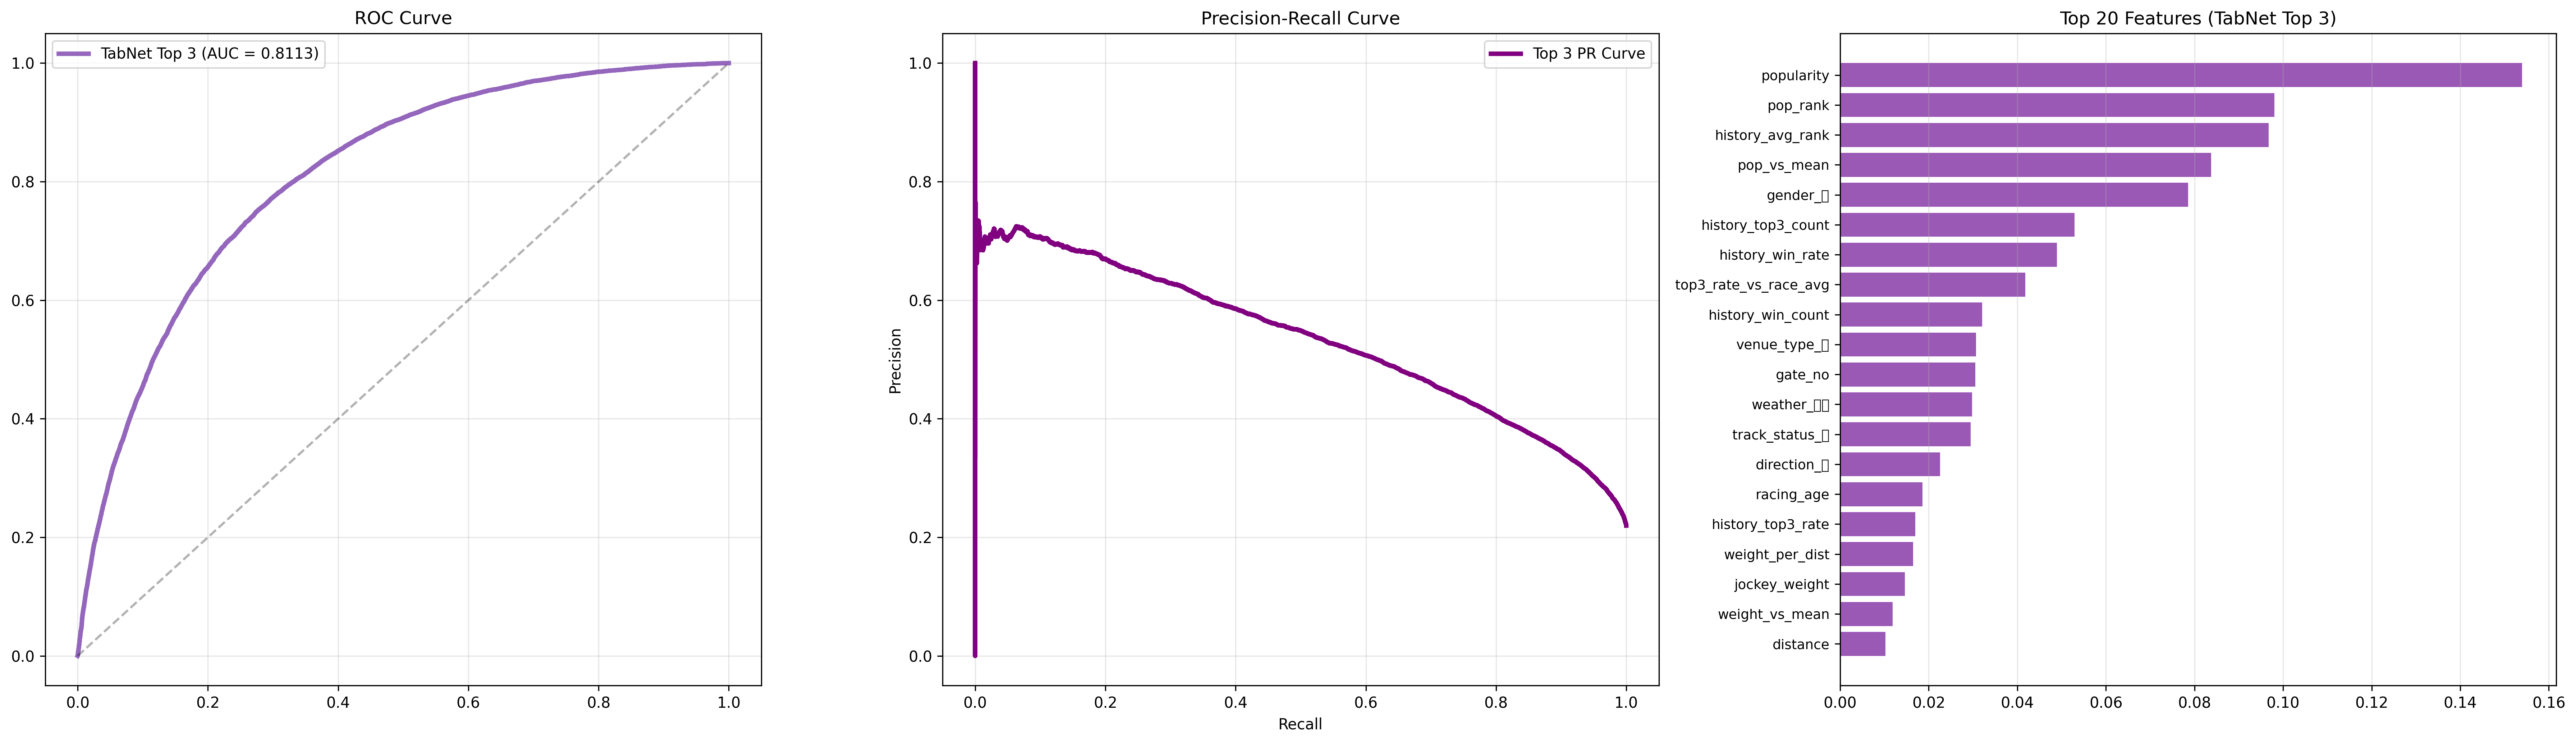 ROC Curve
TabNet Top 3 (AUC = 0.8113)
1.0
0.8
0.6
0.4
0.2
0.0
0.0 0.2 0.4 0.6 0.8 1.0
Precision-Recall Curve
Top 3 PR Curve
Precision
1.0
0.8
0.6
0.4
0.2
0.0
0.0 0.2 0.4 0.6 0.8 1.0
Recall
Top 20 Features (TabNet Top 3)
popularity
pop_rank
history_avg_rank
pop_vs_mean
gender_▯
history_top3_count
history_win_rate
top3_rate_vs_race_avg
history_win_count
venue_type_▯
gate_no
weather_▯▯
track_status_▯
direction_▯
racing_age
history_top3_rate
weight_per_dist
jockey_weight
weight_vs_mean
distance
0.00 0.02 0.04 0.06 0.08 0.10 0.12 0.14 0.16